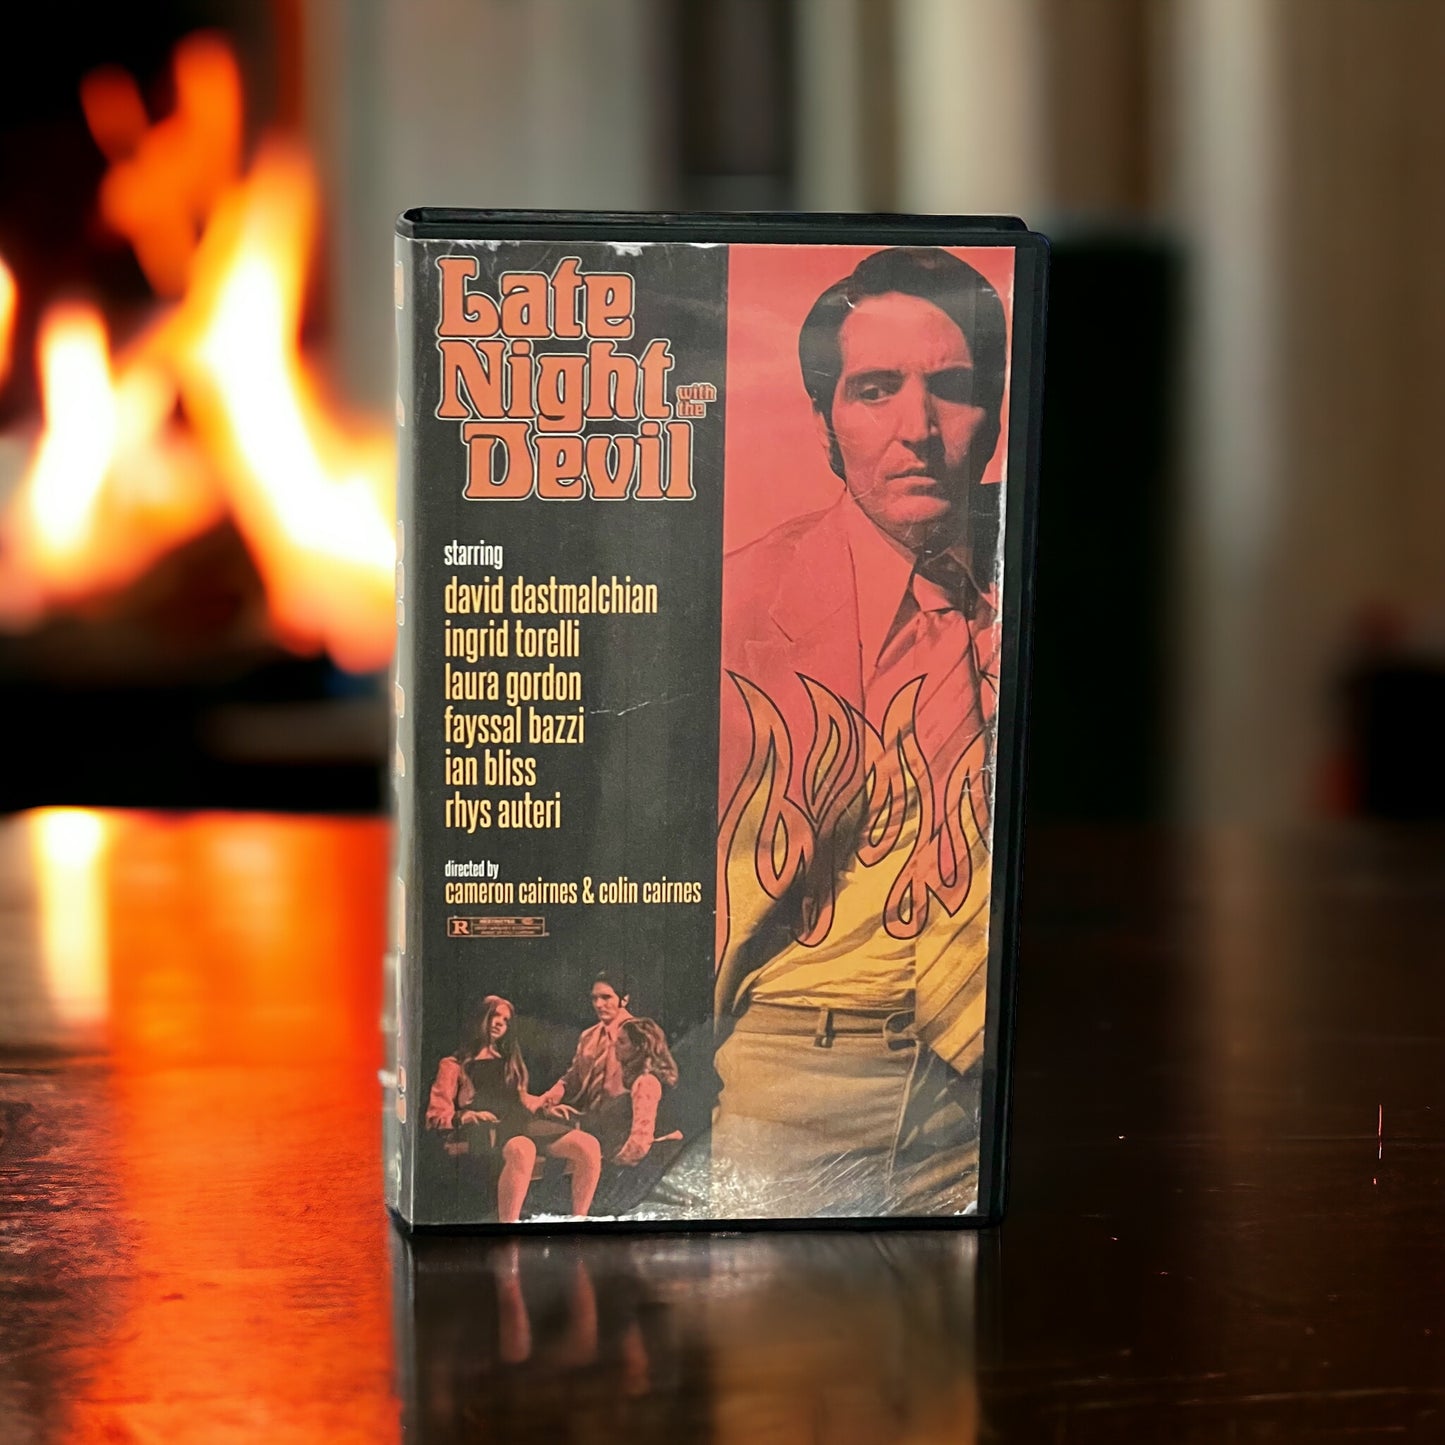 Late
Night with
the
Devil
starring
david dastmalchian
ingrid torelli
laura gordon
fayssal bazzi
ian bliss
rhys auteri
directed by
cameron cairnes & colin cairnes
R RESTRICTED